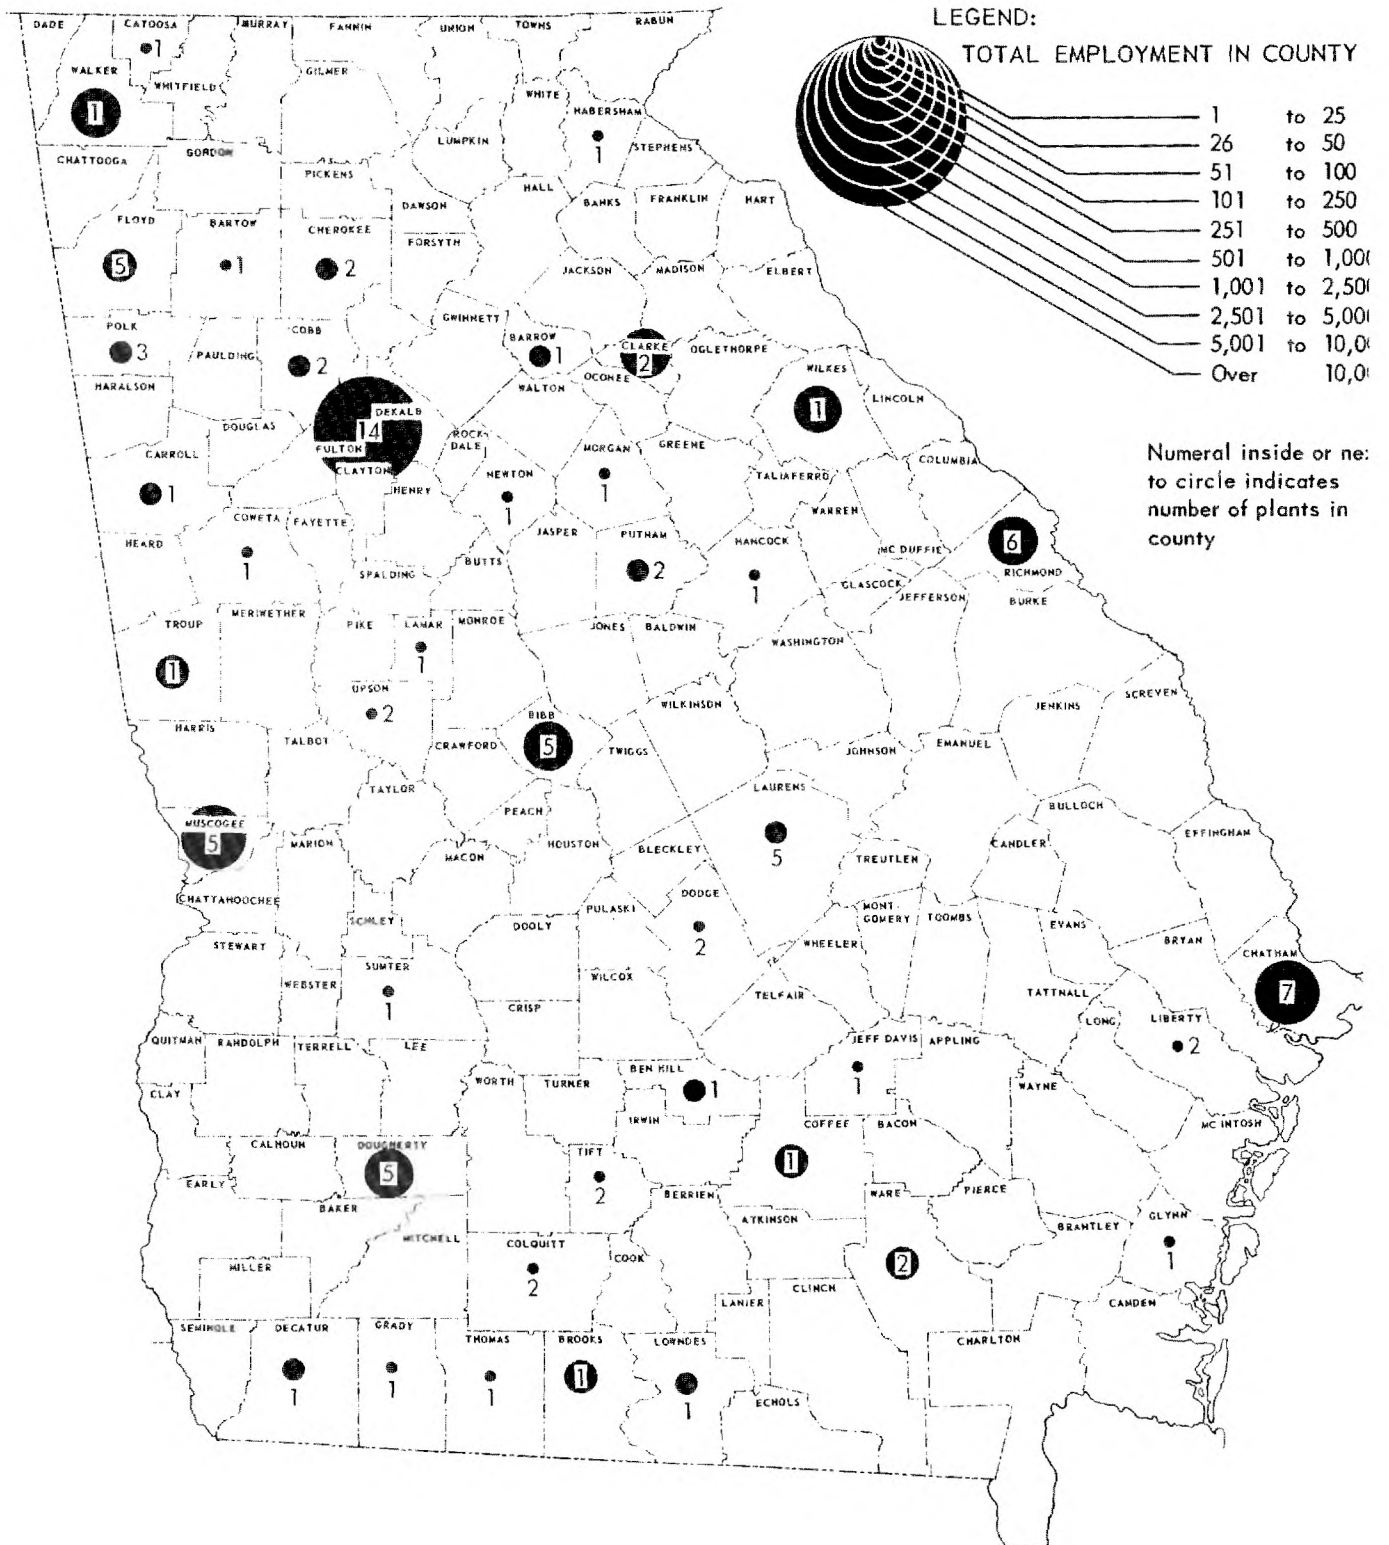 LEGEND:
TOTAL EMPLOYMENT IN COUNTY
1 to 25
26 to 50
51 to 100
101 to 250
251 to 500
501 to 1,00
1,001 to 2,50
2,501 to 5,00
5,001 to 10,0
Over 10,0
Numeral inside or ne
to circle indicates
number of plants in
county
DADE CATOOSA MURRAY FANNIN UNION TOWNS RABUN
1
WALKER WHITFIELD GILMER WHITE HABERSHAM
1 1
CHATTOOGA GORDON LUMPKIN STEPHENS
PICKENS DAWSON HALL BANKS FRANKLIN HART
FLOYD BARTOW CHEROKEE FORSYTH
5 1 2
JACKSON MADISON ELBERT
POLK PAULDING COBB GWINNETT BARROW CLARKE OGLETHORPE
3 2 1 2
HARALSON WALTON OCONEE WILKES LINCOLN
1
DOUGLAS DEKALB
14
FULTON
CLAYTON
ROCK-
DALE
CARROLL NEWTON MORGAN GREENE TALIAFERRO COLUMBIA
1 1 1
HENRY WARREN
HEARD COWETA FAYETTE JASPER PUTNAM HANCOCK MC DUFFIE
1 2 1 6
SPALDING BUTTS GLASCOCK JEFFERSON RICHMOND
BURKE
TROUP MERIWETHER PIKE LAMAR MONROE JONES BALDWIN WASHINGTON
1 1
UPSON WILKINSON JENKINS SCREVEN
2
HARRIS TALBOT CRAWFORD BIBB TWIGGS JOHNSON EMANUEL
5
TAYLOR PEACH LAURENS BULLOCH
5
MUSCOGEE MARION MACON HOUSTON BLECKLEY TREUTLEN CANDLER EFFINGHAM
5
CHATTAHOOCHEE SCHLEY DOOLY PULASKI DODGE MONT-
GOMERY TOOMBS EVANS
2
STEWART WHEELER BRYAN CHATHAM
7
WEBSTER SUMTER CRISP WILCOX TELFAIR TATTNALL
1
QUITMAN RANDOLPH TERRELL LEE JEFF DAVIS APPLING LONG LIBERTY
1 2
CLAY WORTH TURNER BEN HILL WAYNE
1
IRWIN COFFEE BACON MC INTOSH
1
CALHOUN DOUGHERTY TIFT
5 2
EARLY BAKER BERRIEN WARE PIERCE
2
MITCHELL COLQUITT COOK ATKINSON BRANTLEY GLYNN
2 1
MILLER LANIER CLINCH CAMDEN
SEMINOLE DECATUR GRADY THOMAS BROOKS LOWNDES CHARLTON
1 1 1 1 1
ECHOLS